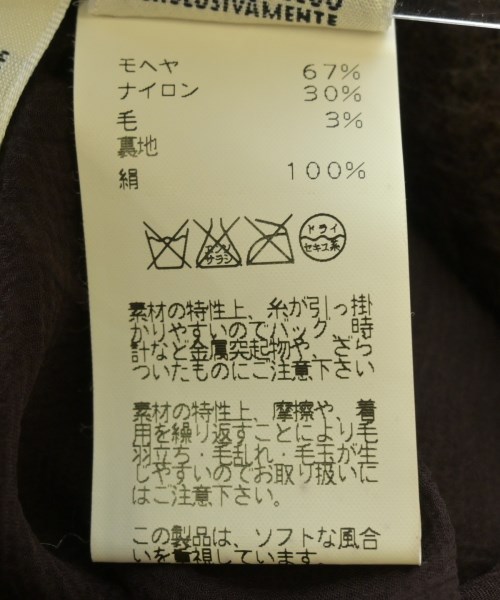 EXCLUSIVAMENTE
モヘヤ 67%
ナイロン 30%
毛 3%
裏地
絹 100%
エンソ
サラシ
ドライ
セキユ系
素材の特性上、糸が引っ掛
かりやすいのでバッグ、時
計など金属突起物や、ざら
ついたものにご注意下さい
素材の特性上、摩擦や、着
用を繰り返すことにより毛
羽立ち・毛乱れ・毛玉が生
じやすいのでお取り扱いに
はご注意下さい。
この製品は、ソフトな風合
いを重視しています。